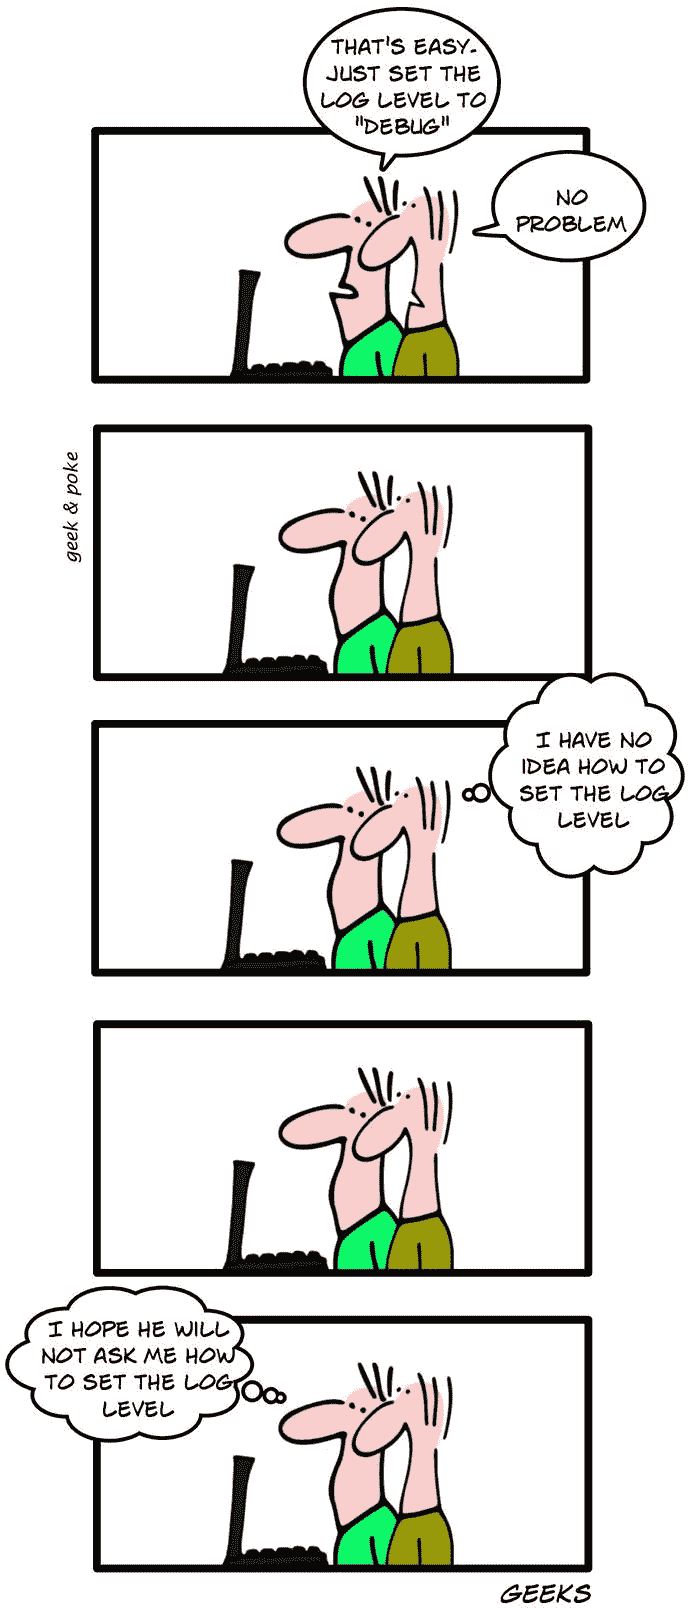 THAT'S EASY.
JUST SET THE
LOG LEVEL TO
"DEBUG"
NO
PROBLEM
geek & poke
I HAVE NO
IDEA HOW TO
SET THE LOG
LEVEL
I HOPE HE WILL
NOT ASK ME HOW
TO SET THE LOG
LEVEL
GEEKS